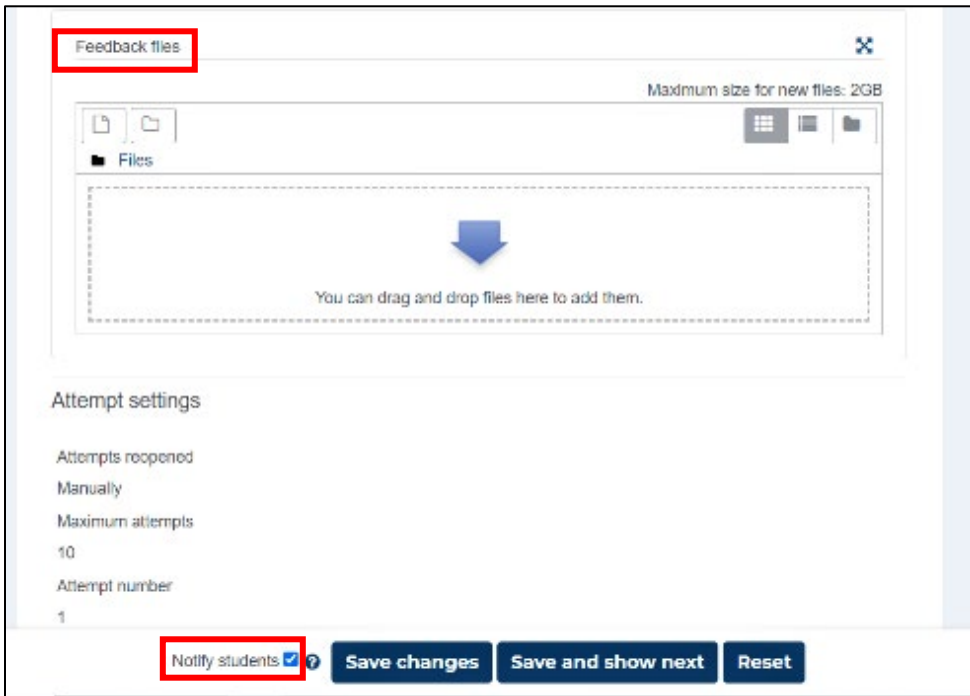 Feedback files
Maximum size for new files: 2GB
Files
You can drag and drop files here to add them.
Attempt settings
Attempts reopened
Manually
Maximum attempts
10
Attempt number
1
Notify students Save changes Save and show next Reset